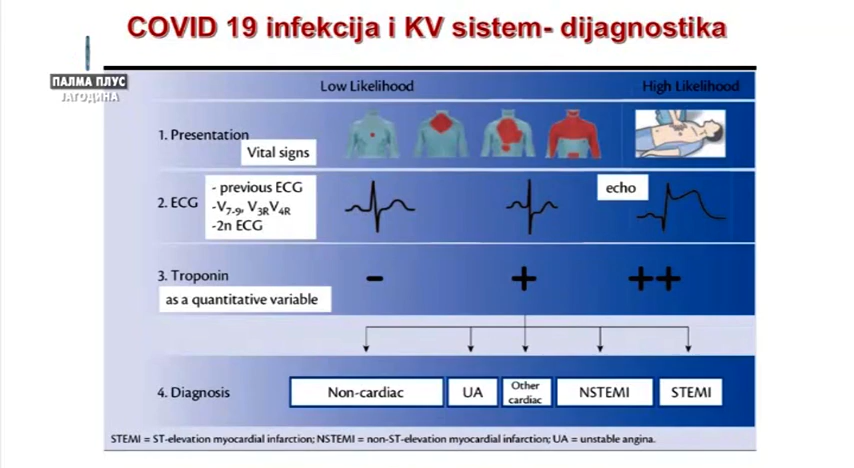 COVID 19 infekcija i KV sistem- dijagnostika
ПАЛМА ПЛУС
ЈАГОДИНА
Low Likelihood
High Likelihood
1. Presentation
Vital signs
2. ECG
- previous ECG
-V7-9, V3RV4R
-2n ECG
echo
3. Troponin
as a quantitative variable
-
+
++
4. Diagnosis
Non-cardiac
UA
Other
cardiac
NSTEMI
STEMI
STEMI = ST-elevation myocardial infarction; NSTEMI = non-ST-elevation myocardial infarction; UA = unstable angina.